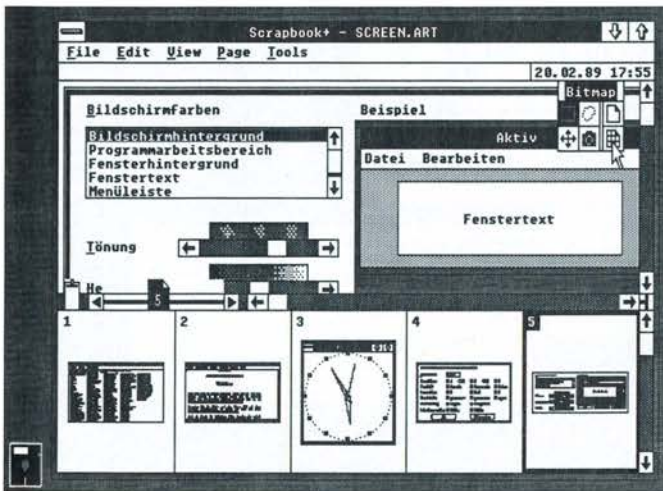 Scrapbook+ - SCREEN.ART
File Edit View Page Tools
20.02.89 17:55
Bitmap
Bildschirmfarben
Beispiel
Bildschirmhintergrund
Programmarbeitsbereich
Fensterhintergrund
Fenstertext
Menüleiste
Aktiv
Datei Bearbeiten
Fenstertext
Tönung
He
5
1 2 3 4 5